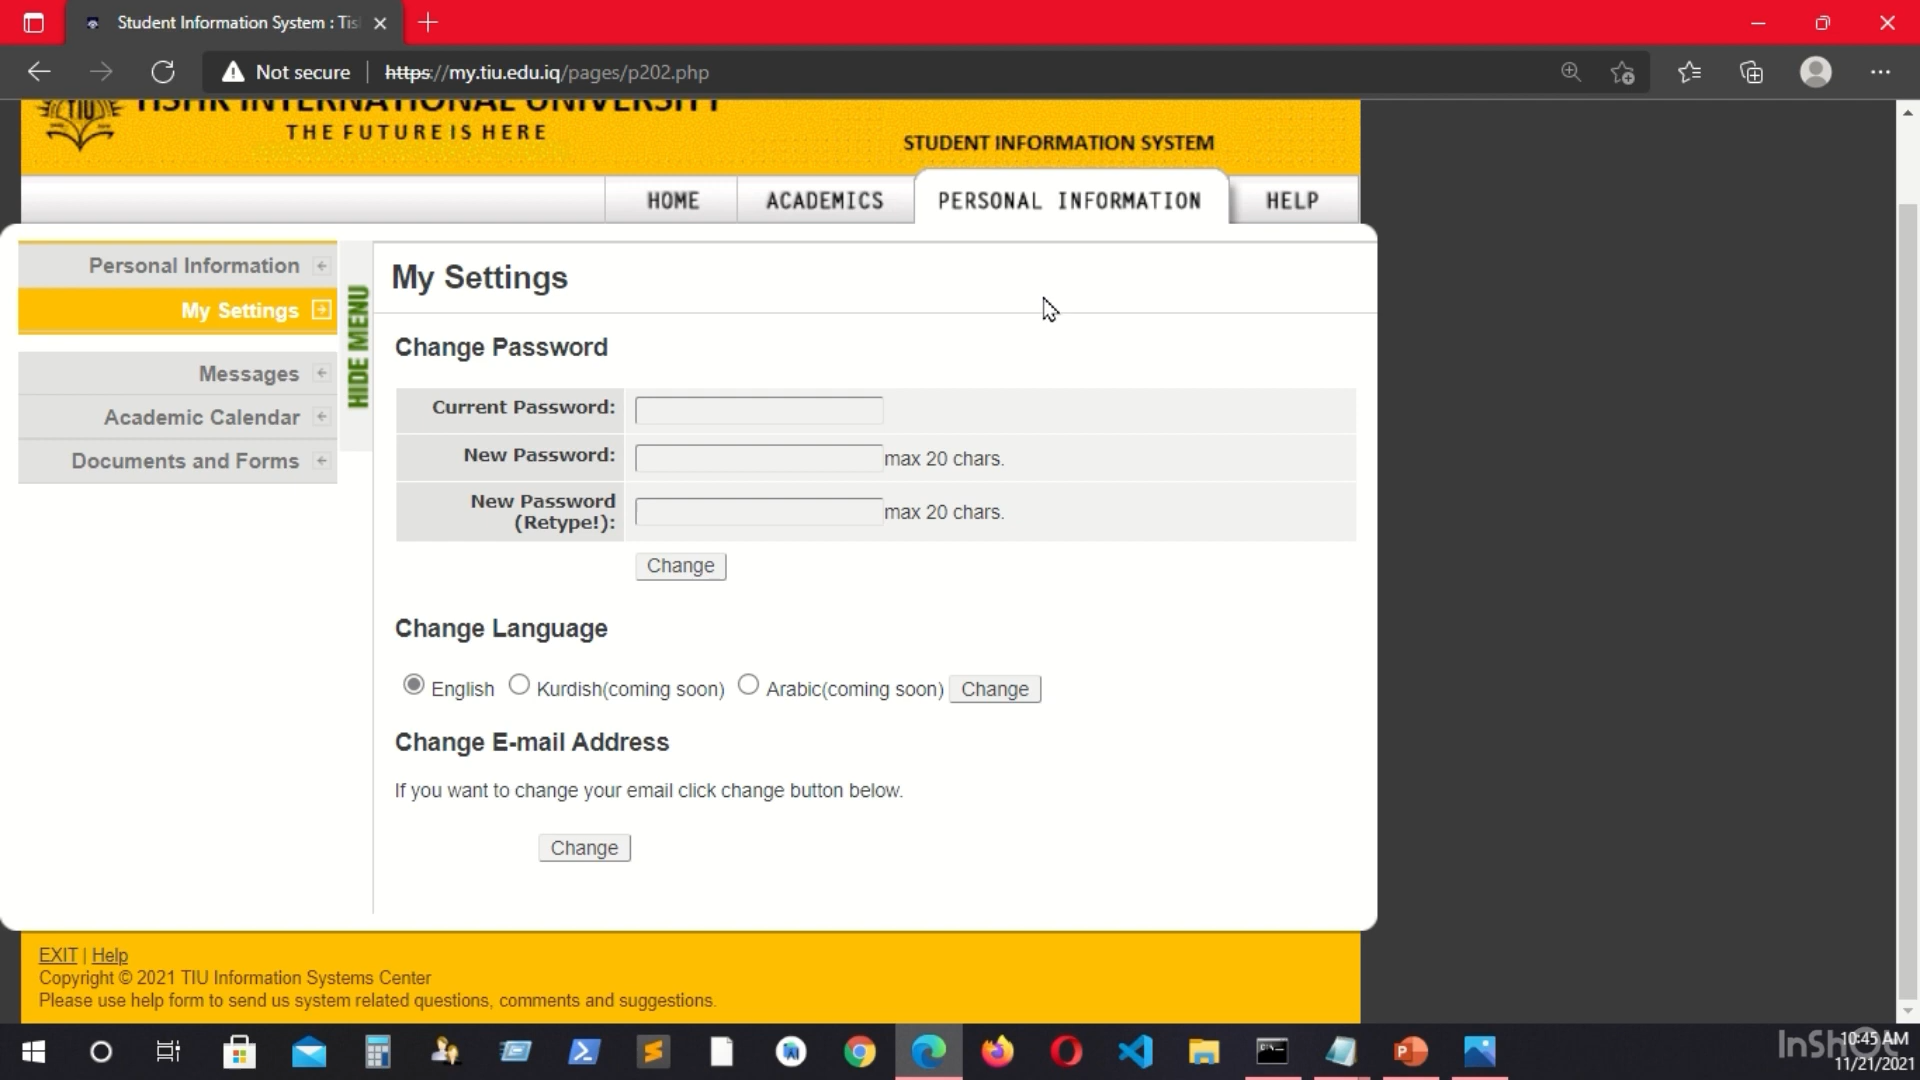 Student Information System : Tis
Not secure
https://my.tiu.edu.iq/pages/p202.php
TIU
TISHK INTERNATIONAL UNIVERSITY
THE FUTURE IS HERE
STUDENT INFORMATION SYSTEM
HOME
ACADEMICS
PERSONAL INFORMATION
HELP
Personal Information
My Settings
Messages
Academic Calendar
Documents and Forms
HIDE MENU
My Settings
Change Password
Current Password:
New Password: max 20 chars.
New Password
(Retype!): max 20 chars.
Change
Change Language
English Kurdish(coming soon) Arabic(coming soon) Change
Change E-mail Address
If you want to change your email click change button below.
Change
EXIT | Help
Copyright © 2021 TIU Information Systems Center
Please use help form to send us system related questions, comments and suggestions.
InShOt
10:45 AM
11/21/2021